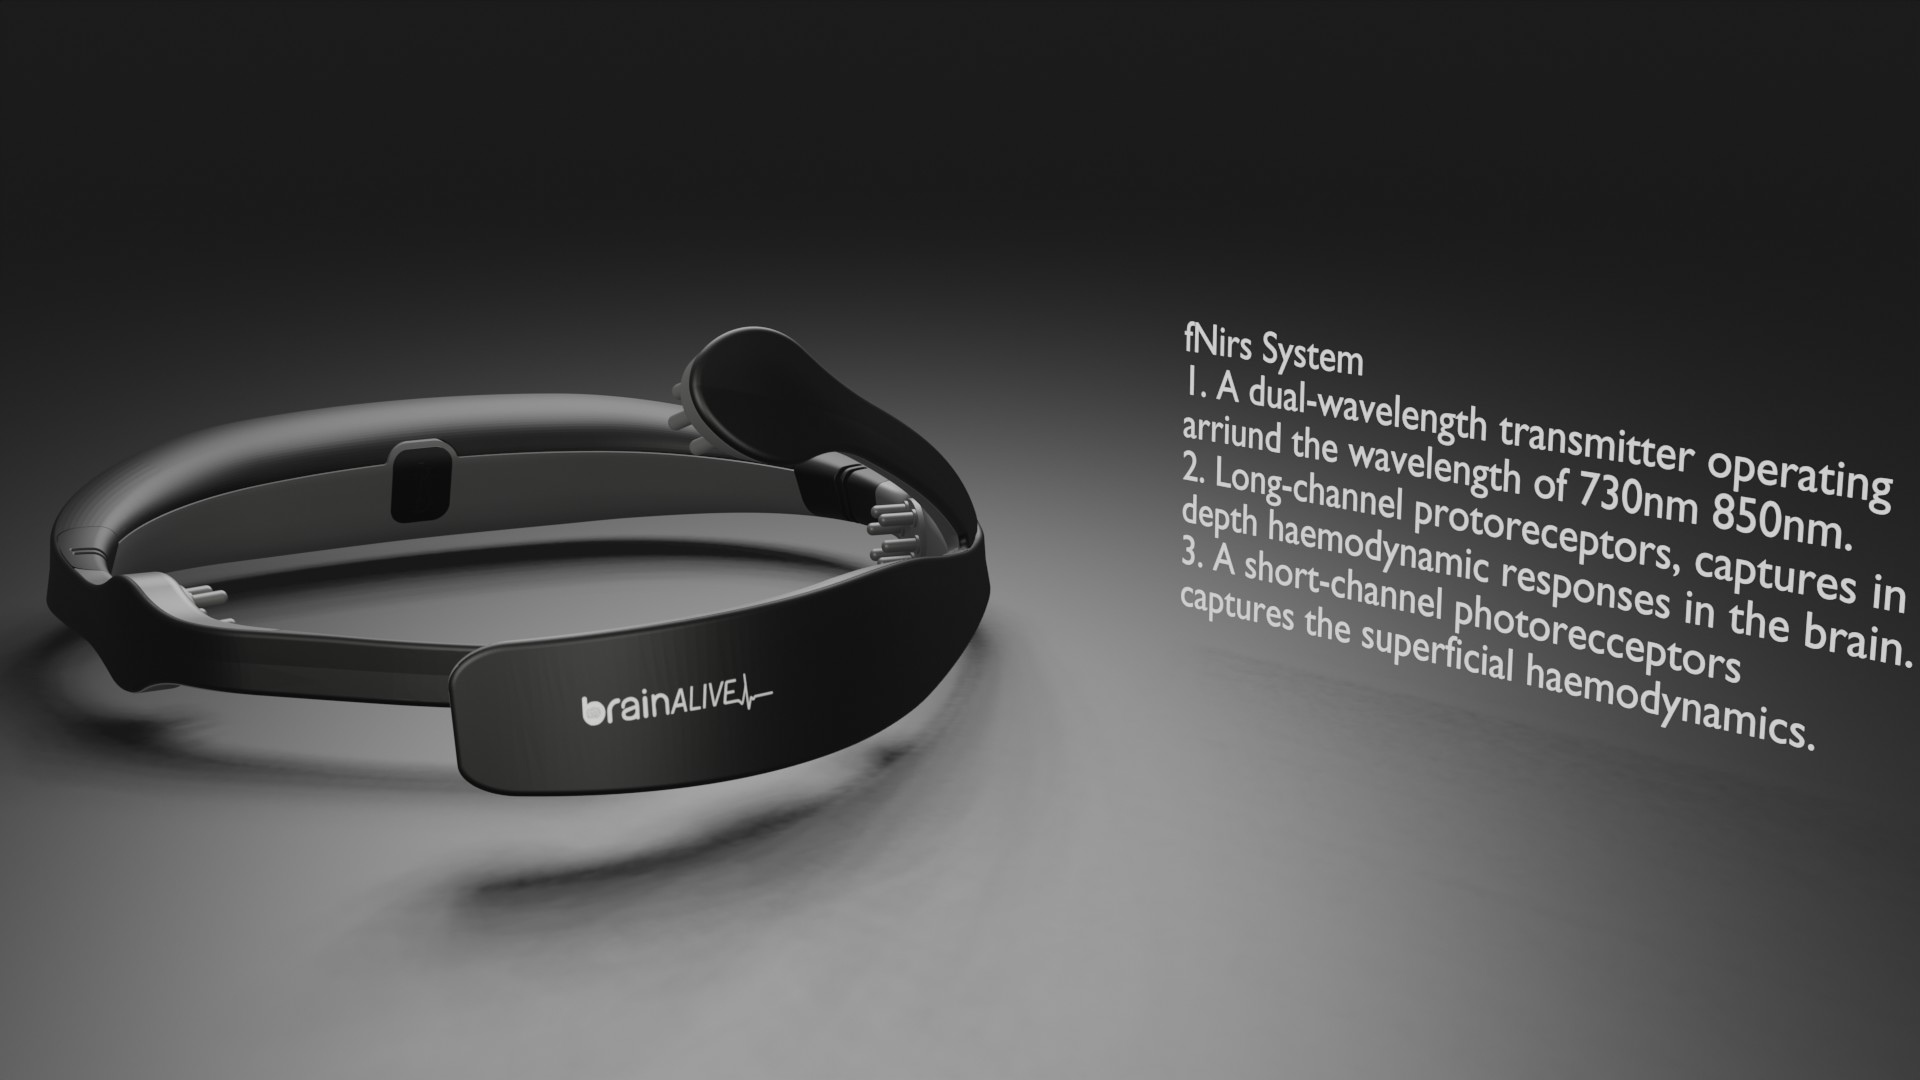 fNirs System
1. A dual-wavelength transmitter operating
arriund the wavelength of 730nm 850nm.
2. Long-channel protoreceptors, captures in
depth haemodynamic responses in the brain.
3. A short-channel photorecceptors
captures the superficial haemodynamics.
brainALIVE